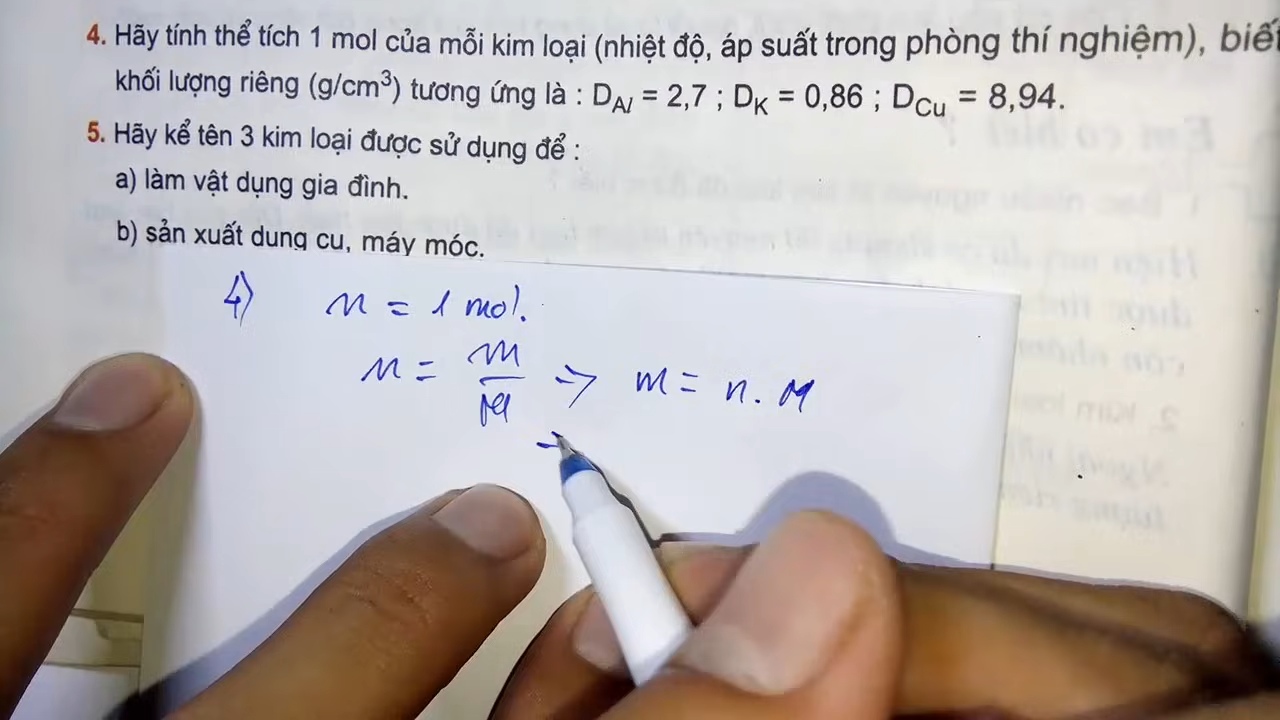 4. Hãy tính thể tích 1 mol của mỗi kim loại (nhiệt độ, áp suất trong phòng thí nghiệm), biết
khối lượng riêng (g/cm³) tương ứng là : D_Al = 2,7 ; D_K = 0,86 ; D_Cu = 8,94.
5. Hãy kể tên 3 kim loại được sử dụng để :
a) làm vật dụng gia đình.
b) sản xuất dụng cụ, máy móc.
4) n = 1 mol.
n = m/M => m = n. M